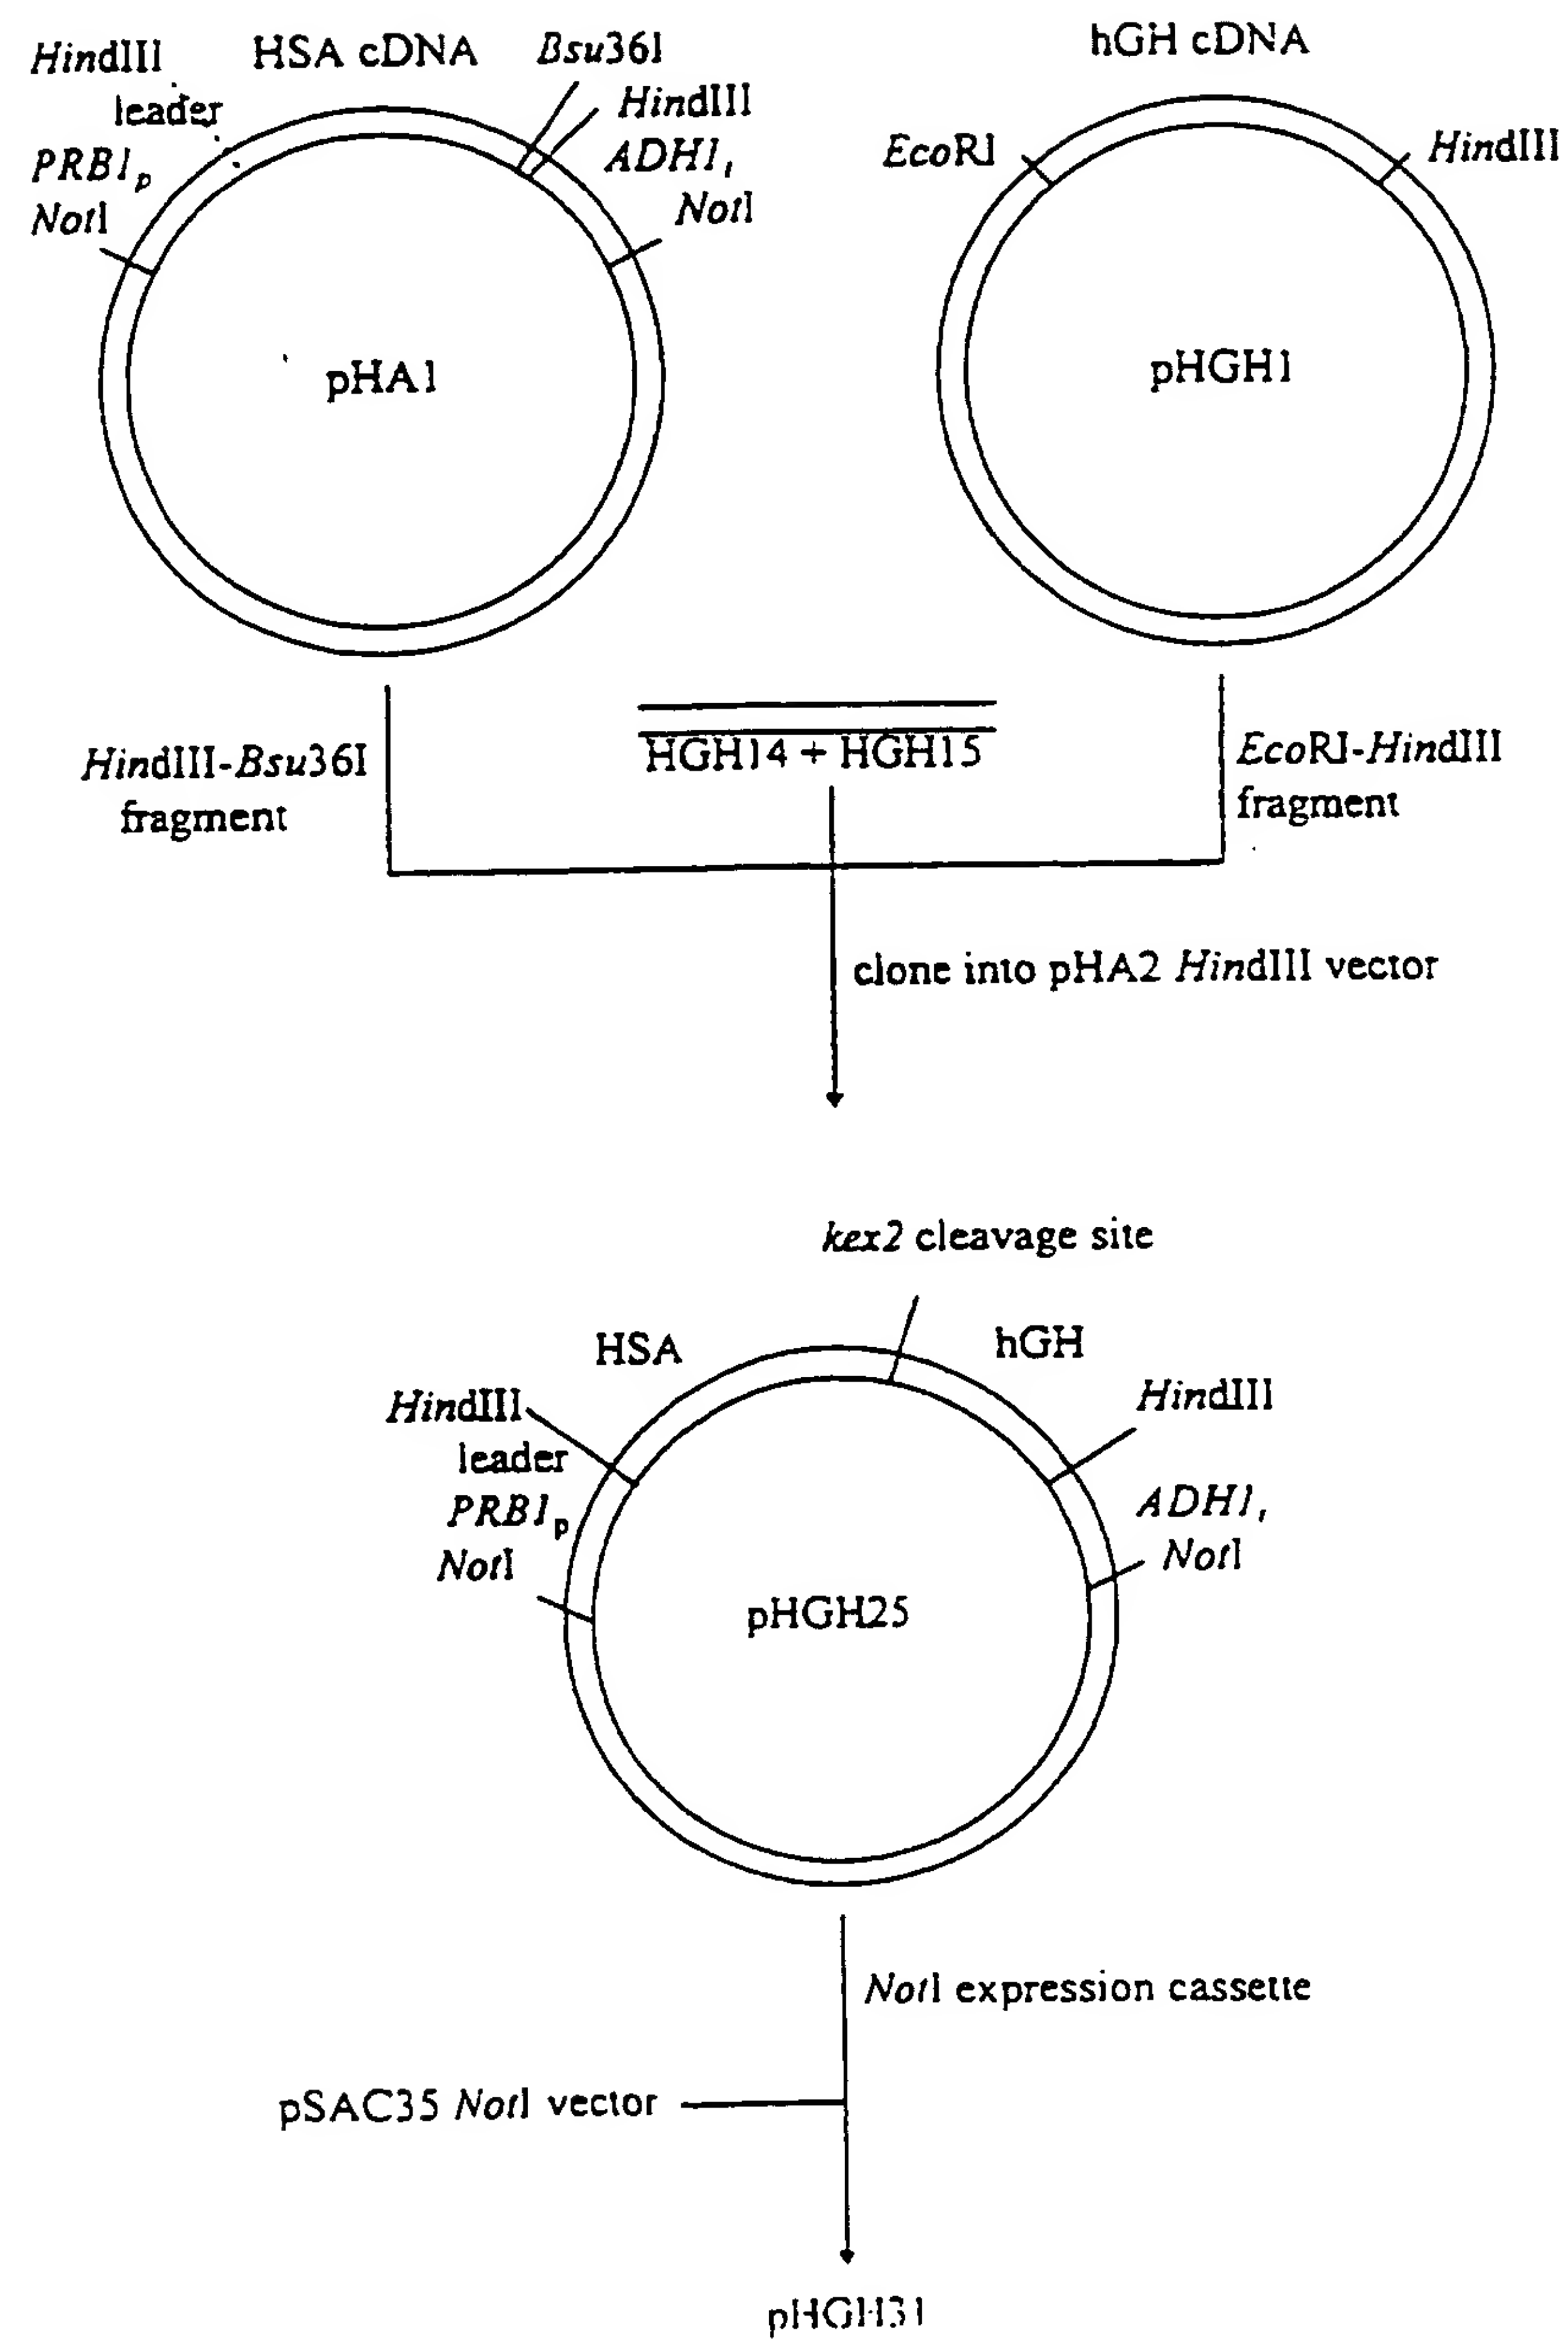 HindIII
HSA cDNA
Bsu36I
leader
HindIII
PRB1p
ADH1t
NotI
NotI
pHA1
hGH cDNA
EcoRI
HindIII
pHGH1
HindIII-Bsu36I
fragment
HGH14 + HGH15
EcoRI-HindIII
fragment
clone into pHA2 HindIII vector
kex2 cleavage site
HSA
hGH
HindIII
HindIII
leader
PRB1p
ADH1t
NotI
NotI
pHGH25
NotI expression cassette
pSAC35 NotI vector
pHGH31